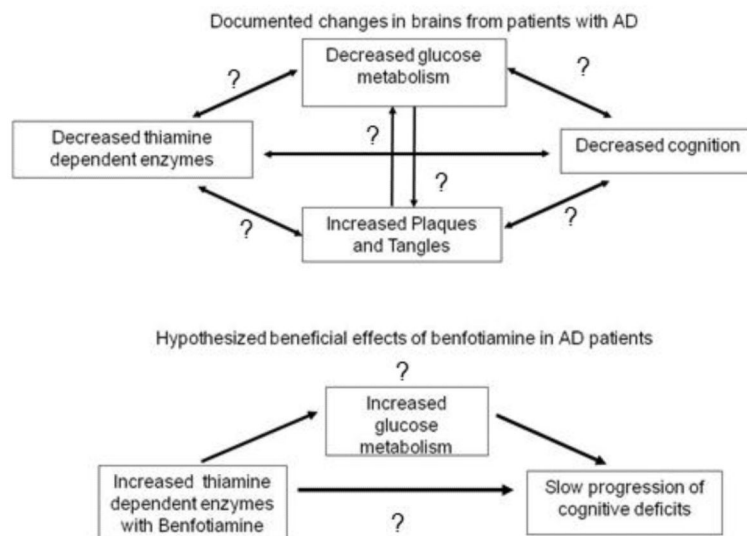 Documented changes in brains from patients with AD
Decreased glucose
metabolism
?
?
Decreased thiamine
dependent enzymes
?
Decreased cognition
?
?
Increased Plaques
and Tangles
?
Hypothesized beneficial effects of benfotiamine in AD patients
?
Increased
glucose
metabolism
Increased thiamine
dependent enzymes
with Benfotiamine
Slow progression of
cognitive deficits
?